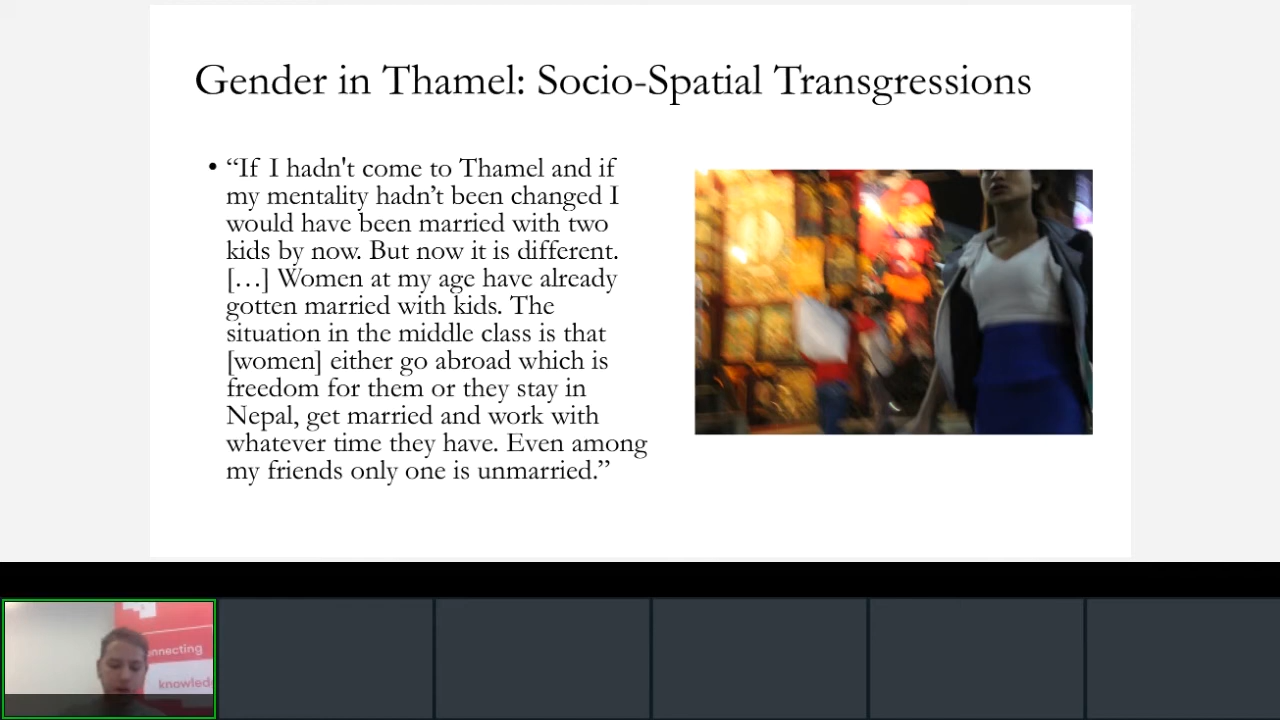 Gender in Thamel: Socio-Spatial Transgressions
• “If I hadn't come to Thamel and if
my mentality hadn’t been changed I
would have been married with two
kids by now. But now it is different.
[…] Women at my age have already
gotten married with kids. The
situation in the middle class is that
[women] either go abroad which is
freedom for them or they stay in
Nepal, get married and work with
whatever time they have. Even among
my friends only one is unmarried.”
onnecting
knowled